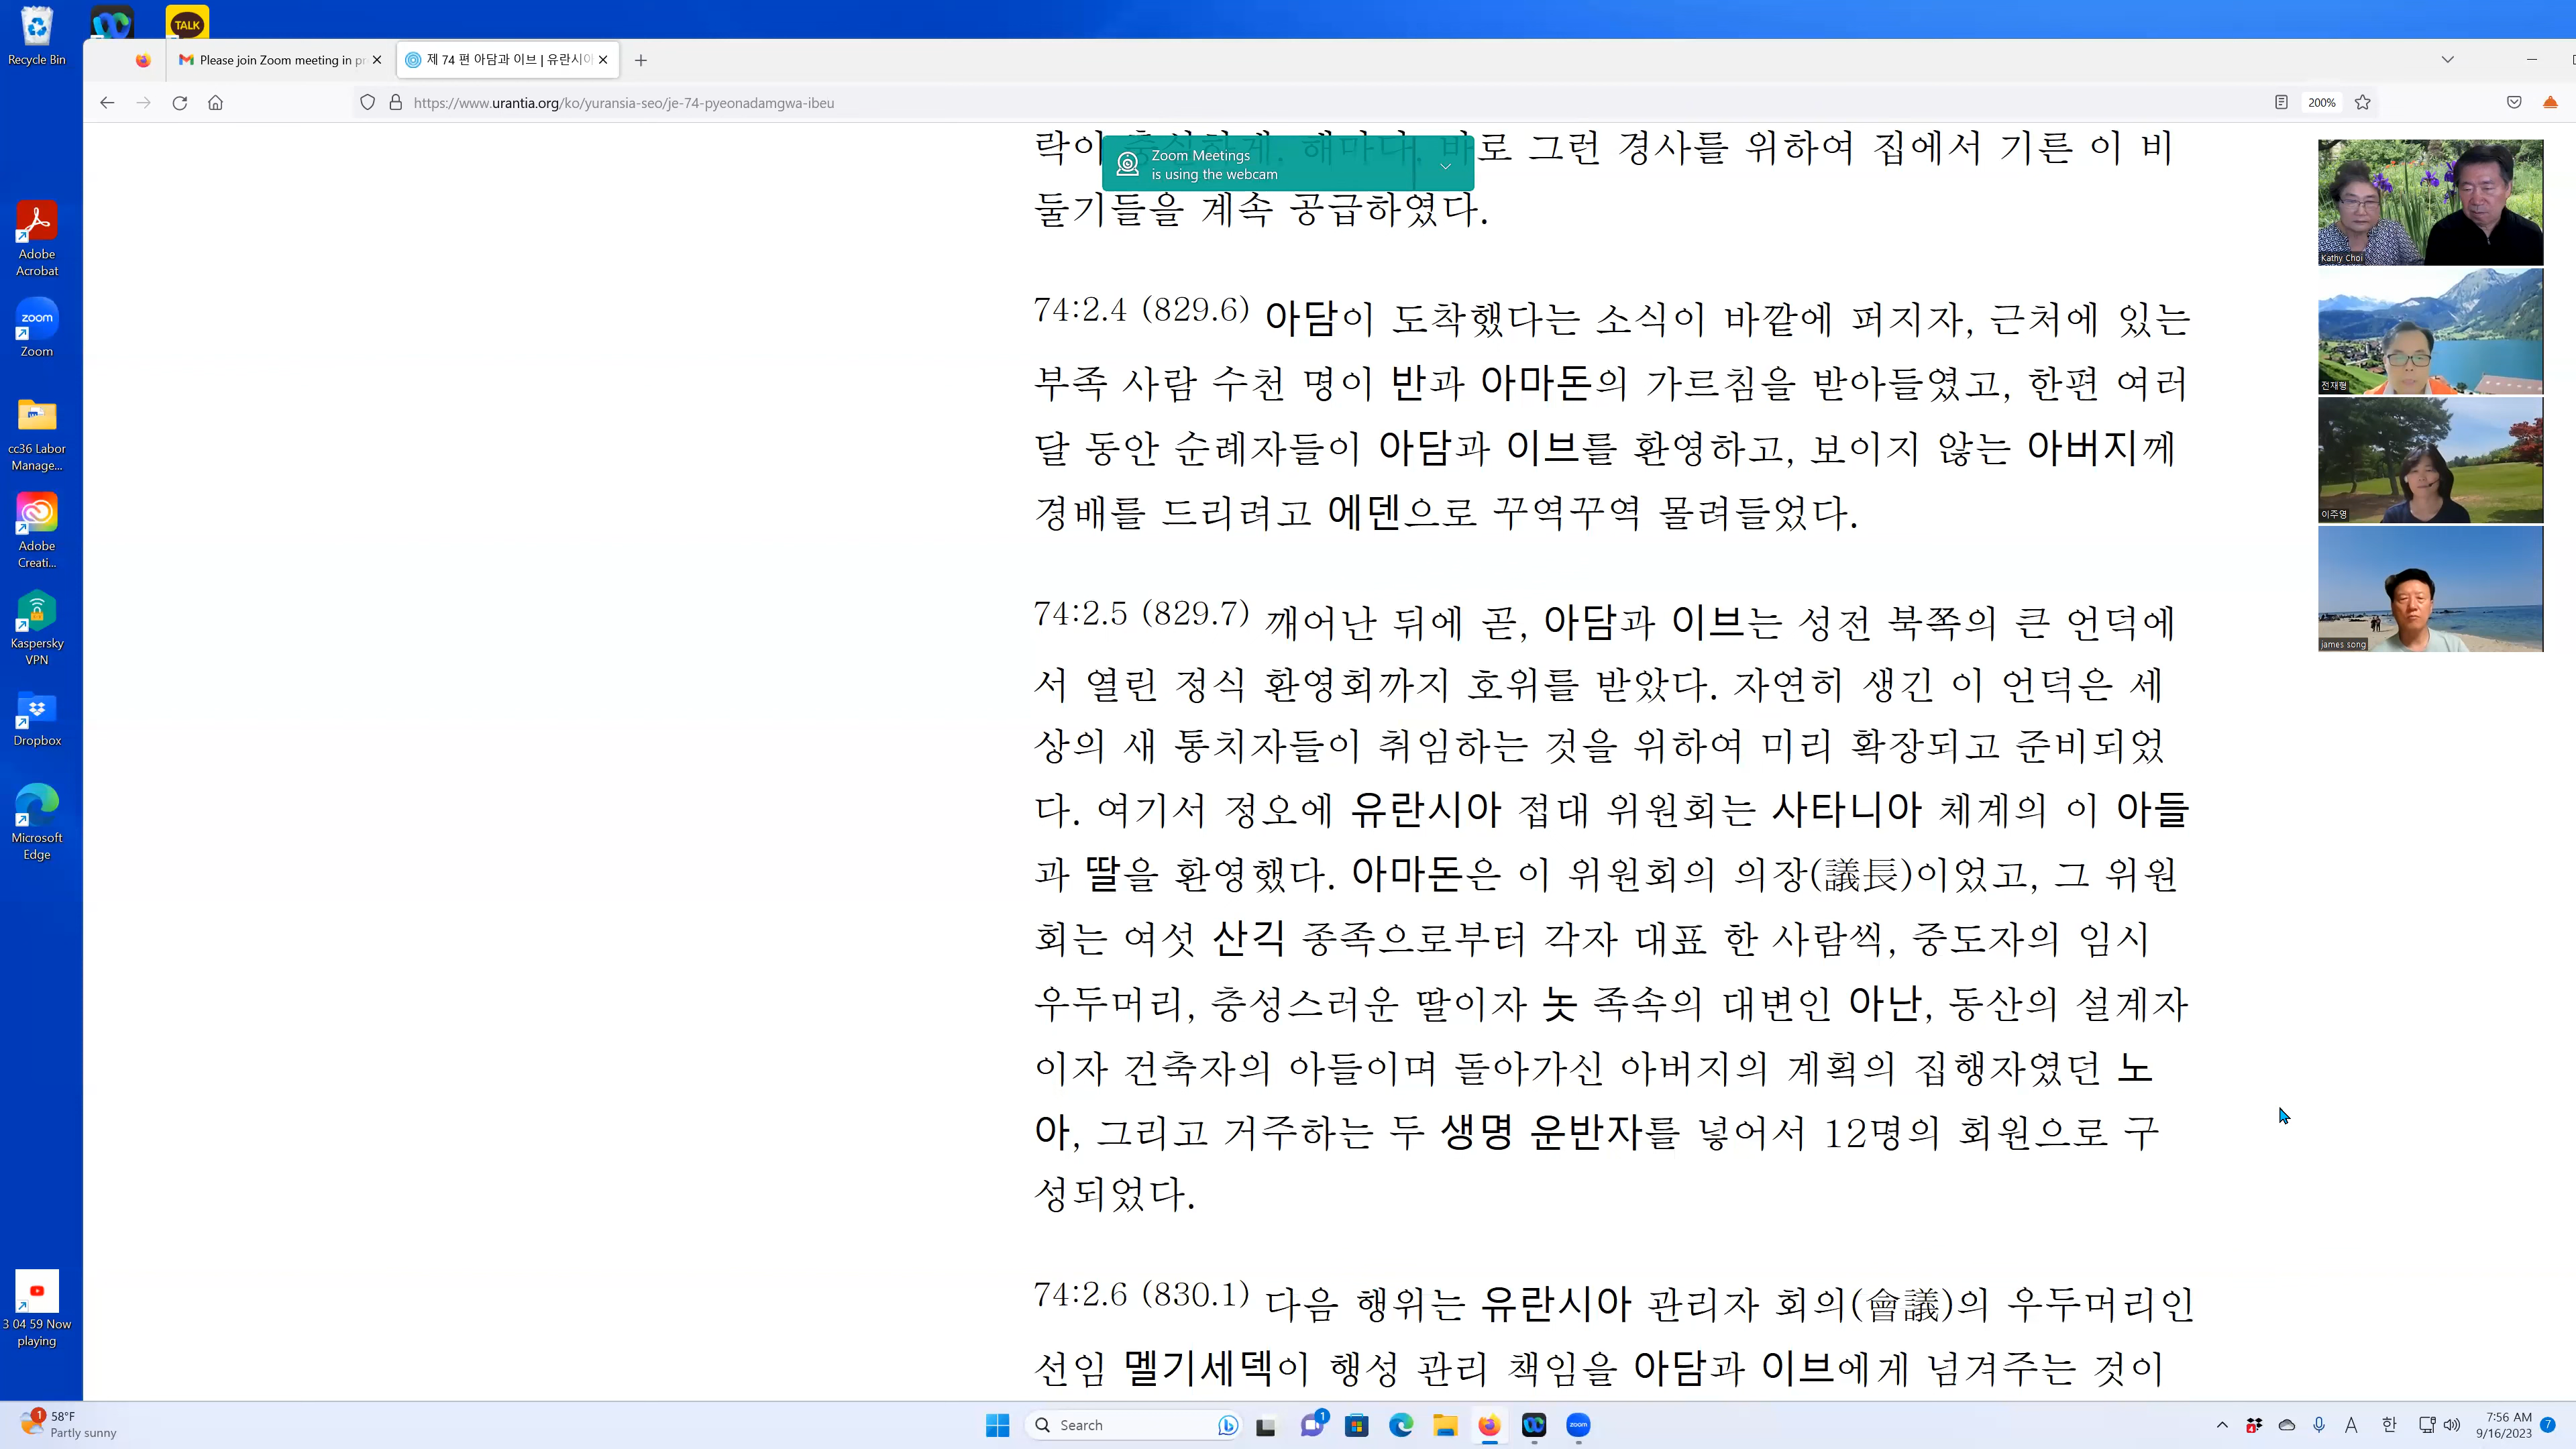 Recycle Bin
TALK
Please join Zoom meeting in pr
제 74 편 아담과 이브 | 유란시아
https://www.urantia.org/ko/yuransia-seo/je-74-pyeonadamgwa-ibeu
200%
Zoom Meetings
is using the webcam
락이 충실하게, 해마다, 바로 그런 경사를 위하여 집에서 기른 이 비
둘기들을 계속 공급하였다.
74:2.4 (829.6) 아담이 도착했다는 소식이 바깥에 퍼지자, 근처에 있는
부족 사람 수천 명이 반과 아마돈의 가르침을 받아들였고, 한편 여러
달 동안 순례자들이 아담과 이브를 환영하고, 보이지 않는 아버지께
경배를 드리려고 에덴으로 꾸역꾸역 몰려들었다.
74:2.5 (829.7) 깨어난 뒤에 곧, 아담과 이브는 성전 북쪽의 큰 언덕에
서 열린 정식 환영회까지 호위를 받았다. 자연히 생긴 이 언덕은 세
상의 새 통치자들이 취임하는 것을 위하여 미리 확장되고 준비되었
다. 여기서 정오에 유란시아 접대 위원회는 사타니아 체계의 이 아들
과 딸을 환영했다. 아마돈은 이 위원회의 의장(議長)이었고, 그 위원
회는 여섯 산긱 종족으로부터 각자 대표 한 사람씩, 중도자의 임시
우두머리, 충성스러운 딸이자 놋 족속의 대변인 아난, 동산의 설계자
이자 건축자의 아들이며 돌아가신 아버지의 계획의 집행자였던 노
아, 그리고 거주하는 두 생명 운반자를 넣어서 12명의 회원으로 구
성되었다.
74:2.6 (830.1) 다음 행위는 유란시아 관리자 회의(會議)의 우두머리인
선임 멜기세덱이 행성 관리 책임을 아담과 이브에게 넘겨주는 것이
Kathy Choi
전재형
이주영
james song
Adobe
Acrobat
zoom
Zoom
cc36 Labor
Manage...
Adobe
Creati...
Kaspersky
VPN
Dropbox
Microsoft
Edge
3 04 59 Now
playing
1
58°F
Partly sunny
Search
1
zoom
4
A
한
7:56 AM
9/16/2023
7